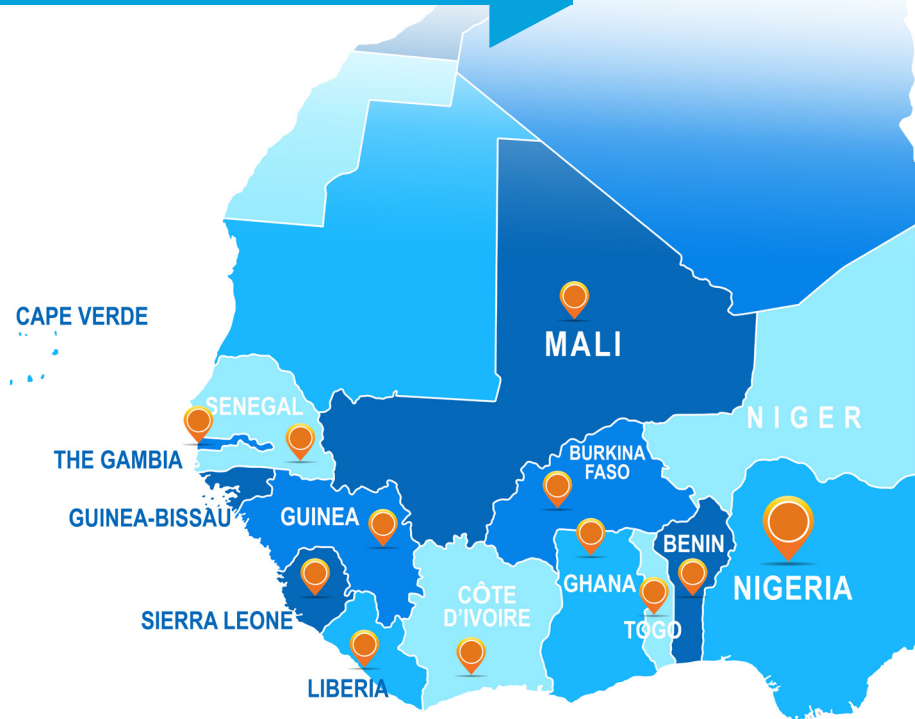 CAPE VERDE
MALI
SENEGAL
NIGER
THE GAMBIA
BURKINA
FASO
GUINEA-BISSAU
GUINEA
BENIN
GHANA
NIGERIA
CÔTE
D'IVOIRE
SIERRA LEONE
TOGO
LIBERIA